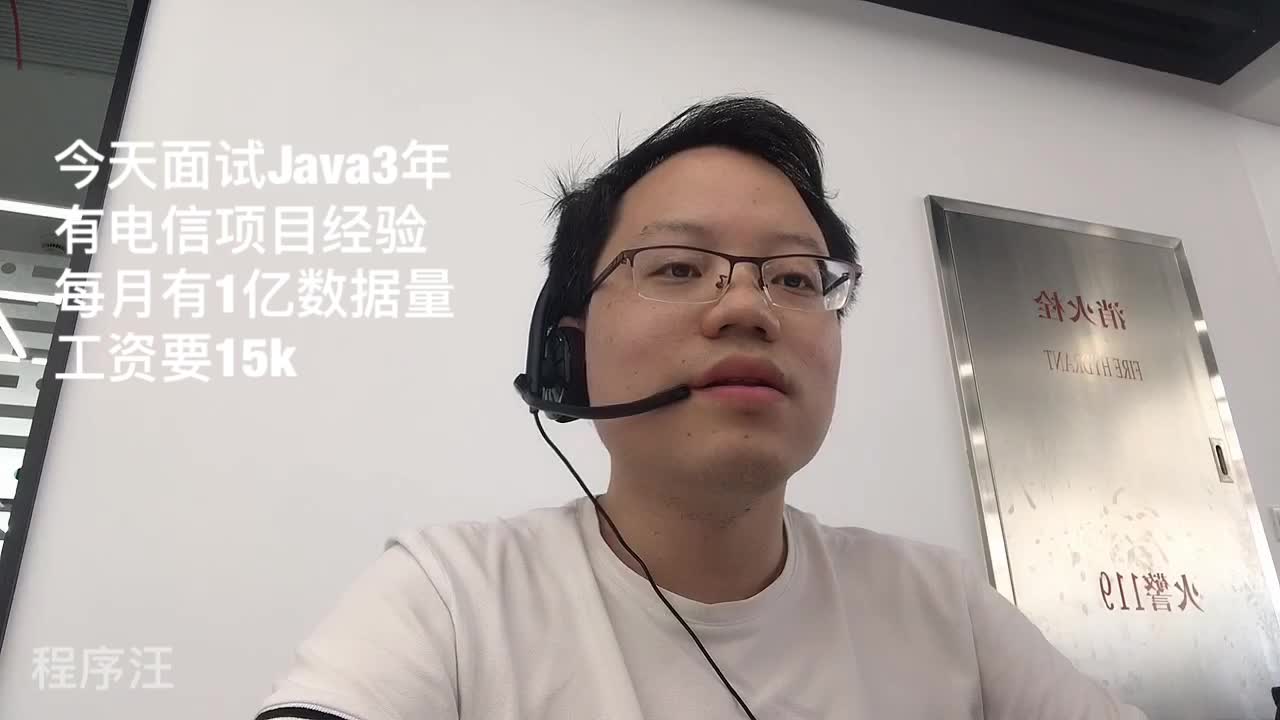 今天面试Java3年
有电信项目经验
每月有1亿数据量
工资要15k
消火栓
FIRE HYDRANT
火警119
程序汪